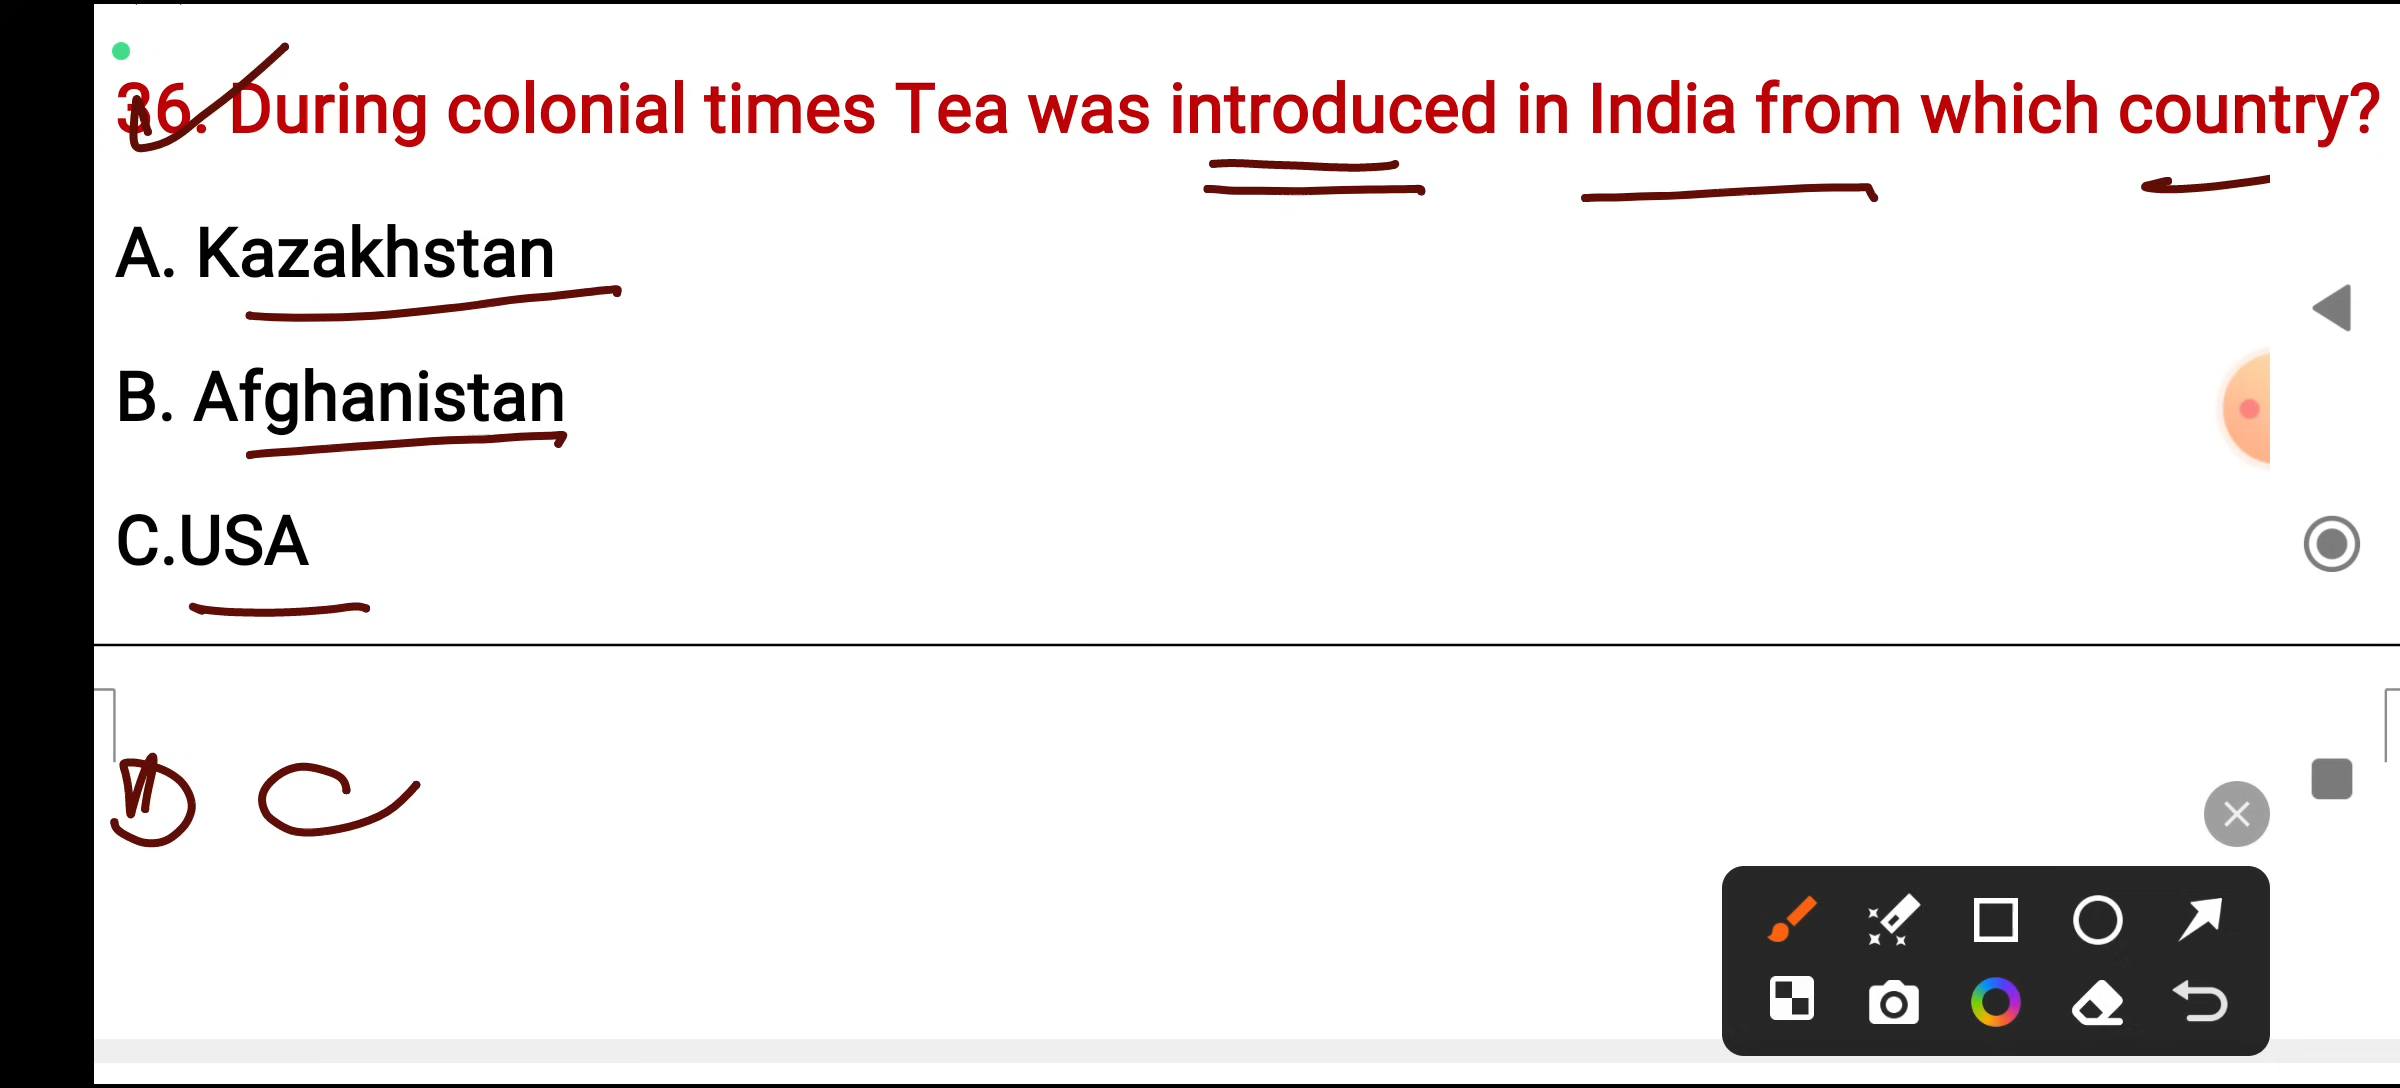 36. During colonial times Tea was introduced in India from which country?
A. Kazakhstan
B. Afghanistan
C.USA
D C